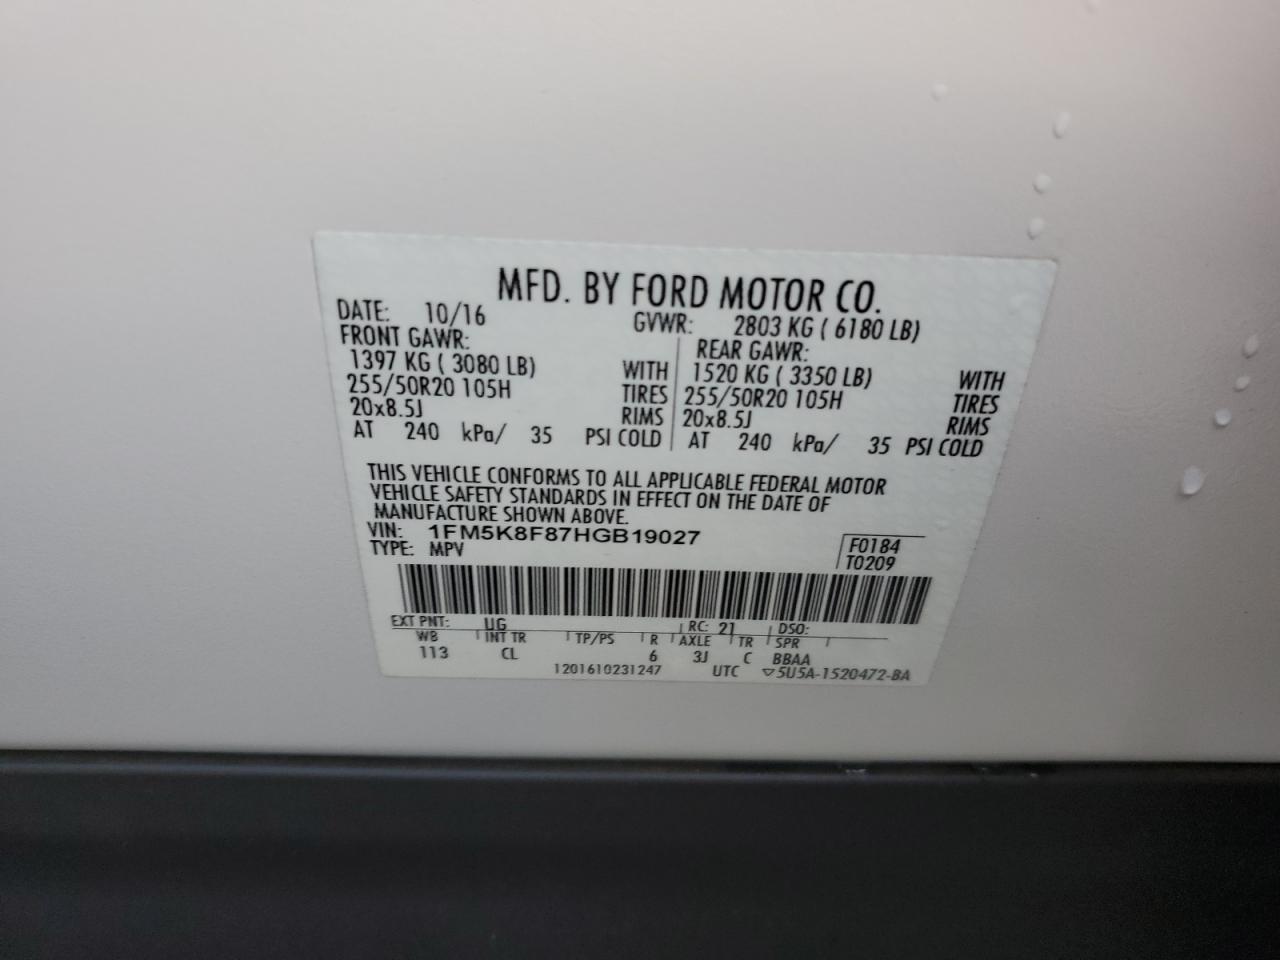 MFD. BY FORD MOTOR CO.
DATE: 10/16 GVWR: 2803 KG ( 6180 LB)
FRONT GAWR: REAR GAWR:
1397 KG ( 3080 LB) WITH 1520 KG ( 3350 LB) WITH
255/50R20 105H TIRES 255/50R20 105H TIRES
20x8.5J RIMS 20x8.5J RIMS
AT 240 kPa/ 35 PSI COLD AT 240 kPa/ 35 PSI COLD
THIS VEHICLE CONFORMS TO ALL APPLICABLE FEDERAL MOTOR
VEHICLE SAFETY STANDARDS IN EFFECT ON THE DATE OF
MANUFACTURE SHOWN ABOVE.
VIN: 1FM5K8F87HGB19027 F0184
TYPE: MPV T0209
EXT PNT: UG RC: 21 DSO:
WB INT TR TP/PS R AXLE TR SPR
113 CL 6 3J C BBAA
1201610231247 UTC ▽5U5A-1520472-BA